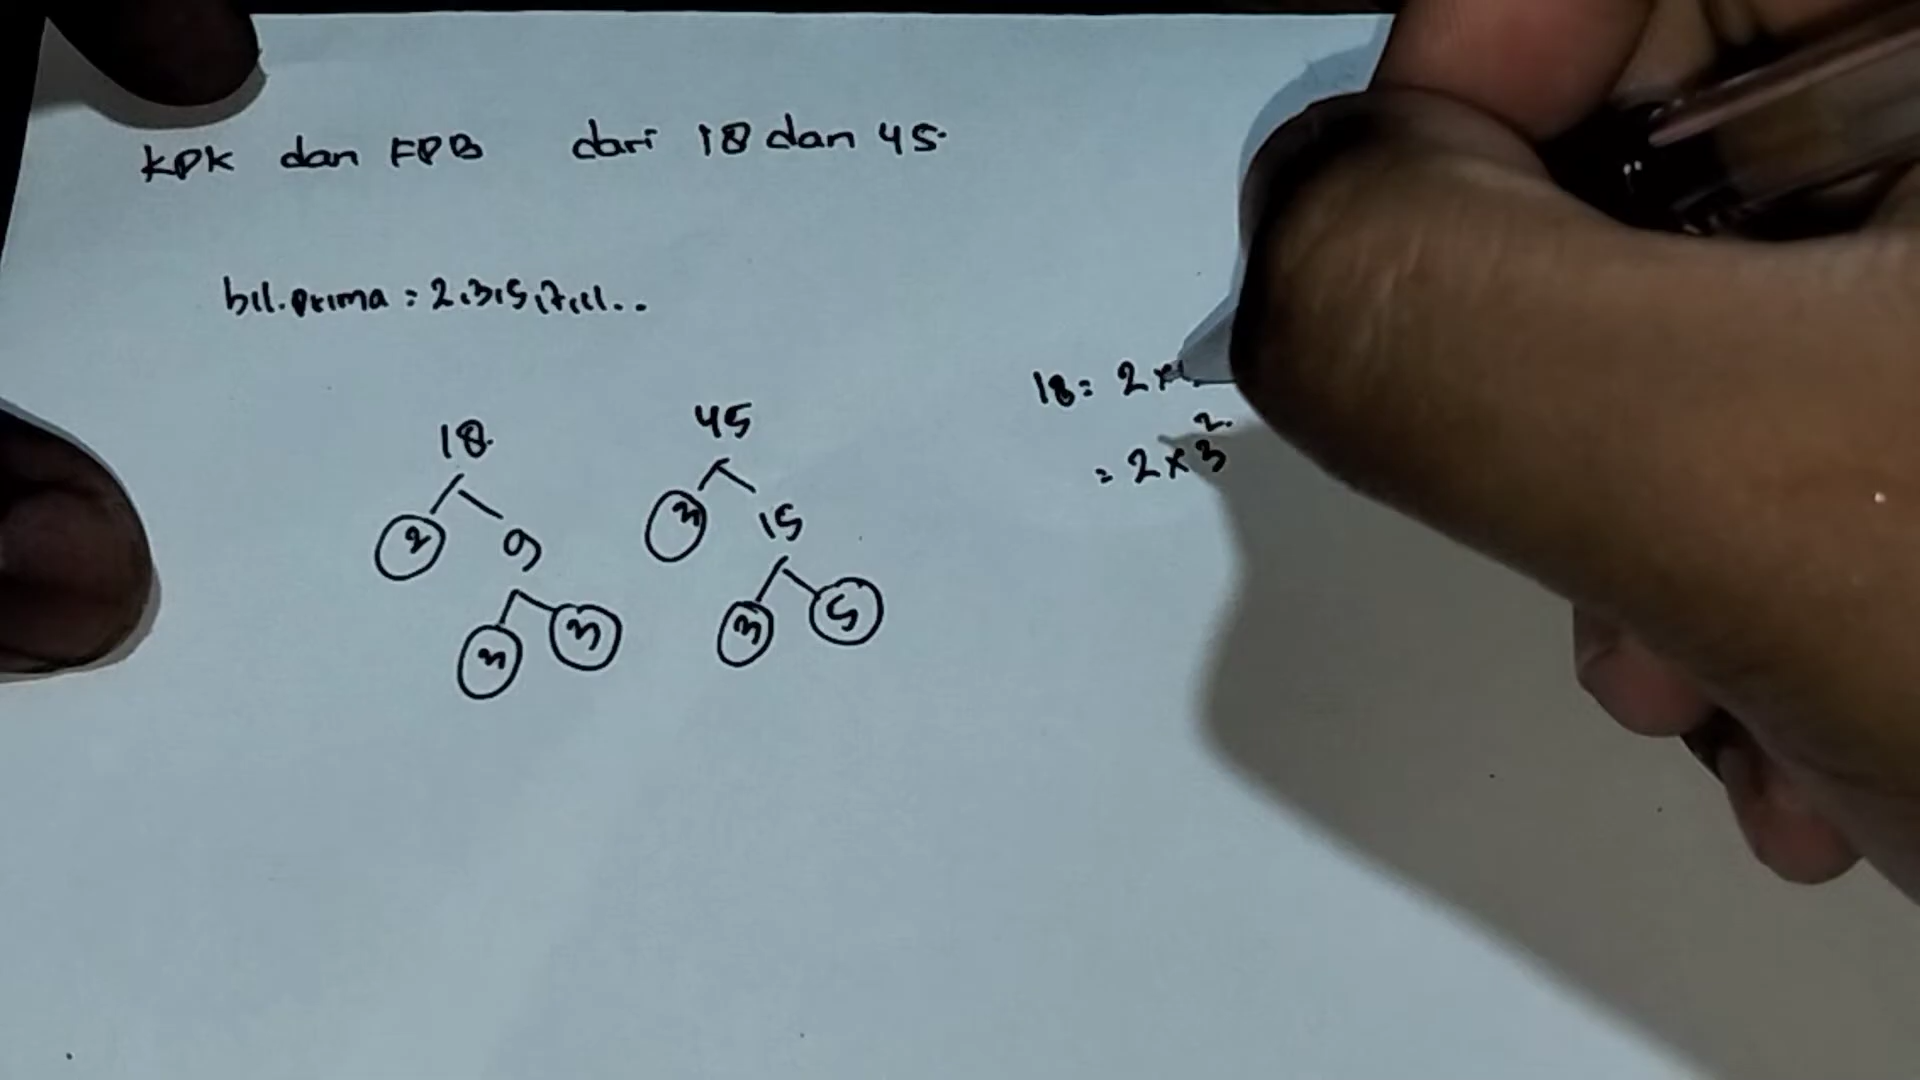 KPK dan FPB dari 18 dan 45.
bil.prima = 2,3,5,7,11..
18 45
2 9 3 15
3 3 3 5
18 = 2 ×
= 2 × 3²